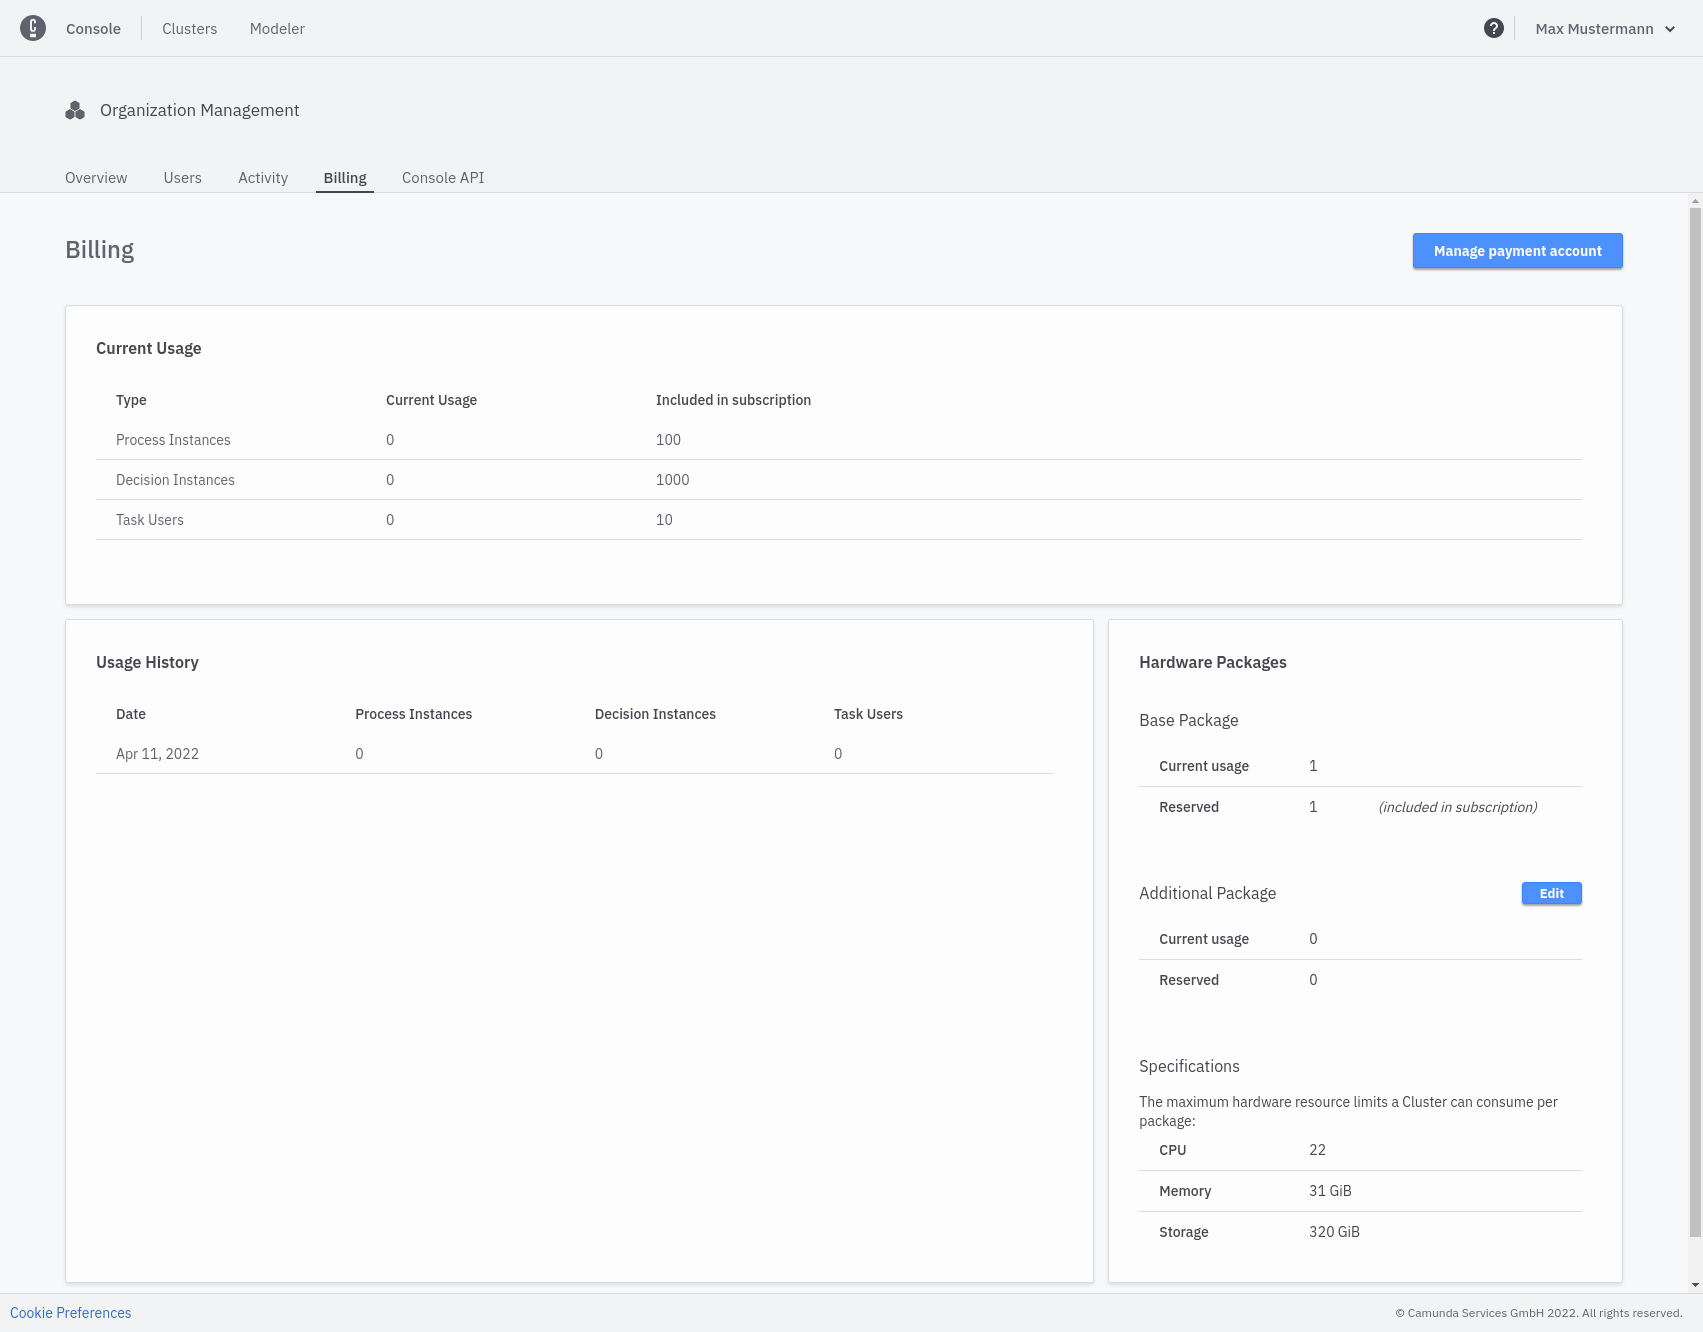 Console
Clusters
Modeler
?
Max Mustermann
Organization Management
Overview
Users
Activity
Billing
Console API
Billing
Manage payment account
Current Usage
Type
Current Usage
Included in subscription
Process Instances
0
100
Decision Instances
0
1000
Task Users
0
10
Usage History
Date
Process Instances
Decision Instances
Task Users
Apr 11, 2022
0
0
0
Hardware Packages
Base Package
Current usage
1
Reserved
1
(included in subscription)
Additional Package
Edit
Current usage
0
Reserved
0
Specifications
The maximum hardware resource limits a Cluster can consume per
package:
CPU
22
Memory
31 GiB
Storage
320 GiB
Cookie Preferences
© Camunda Services GmbH 2022. All rights reserved.